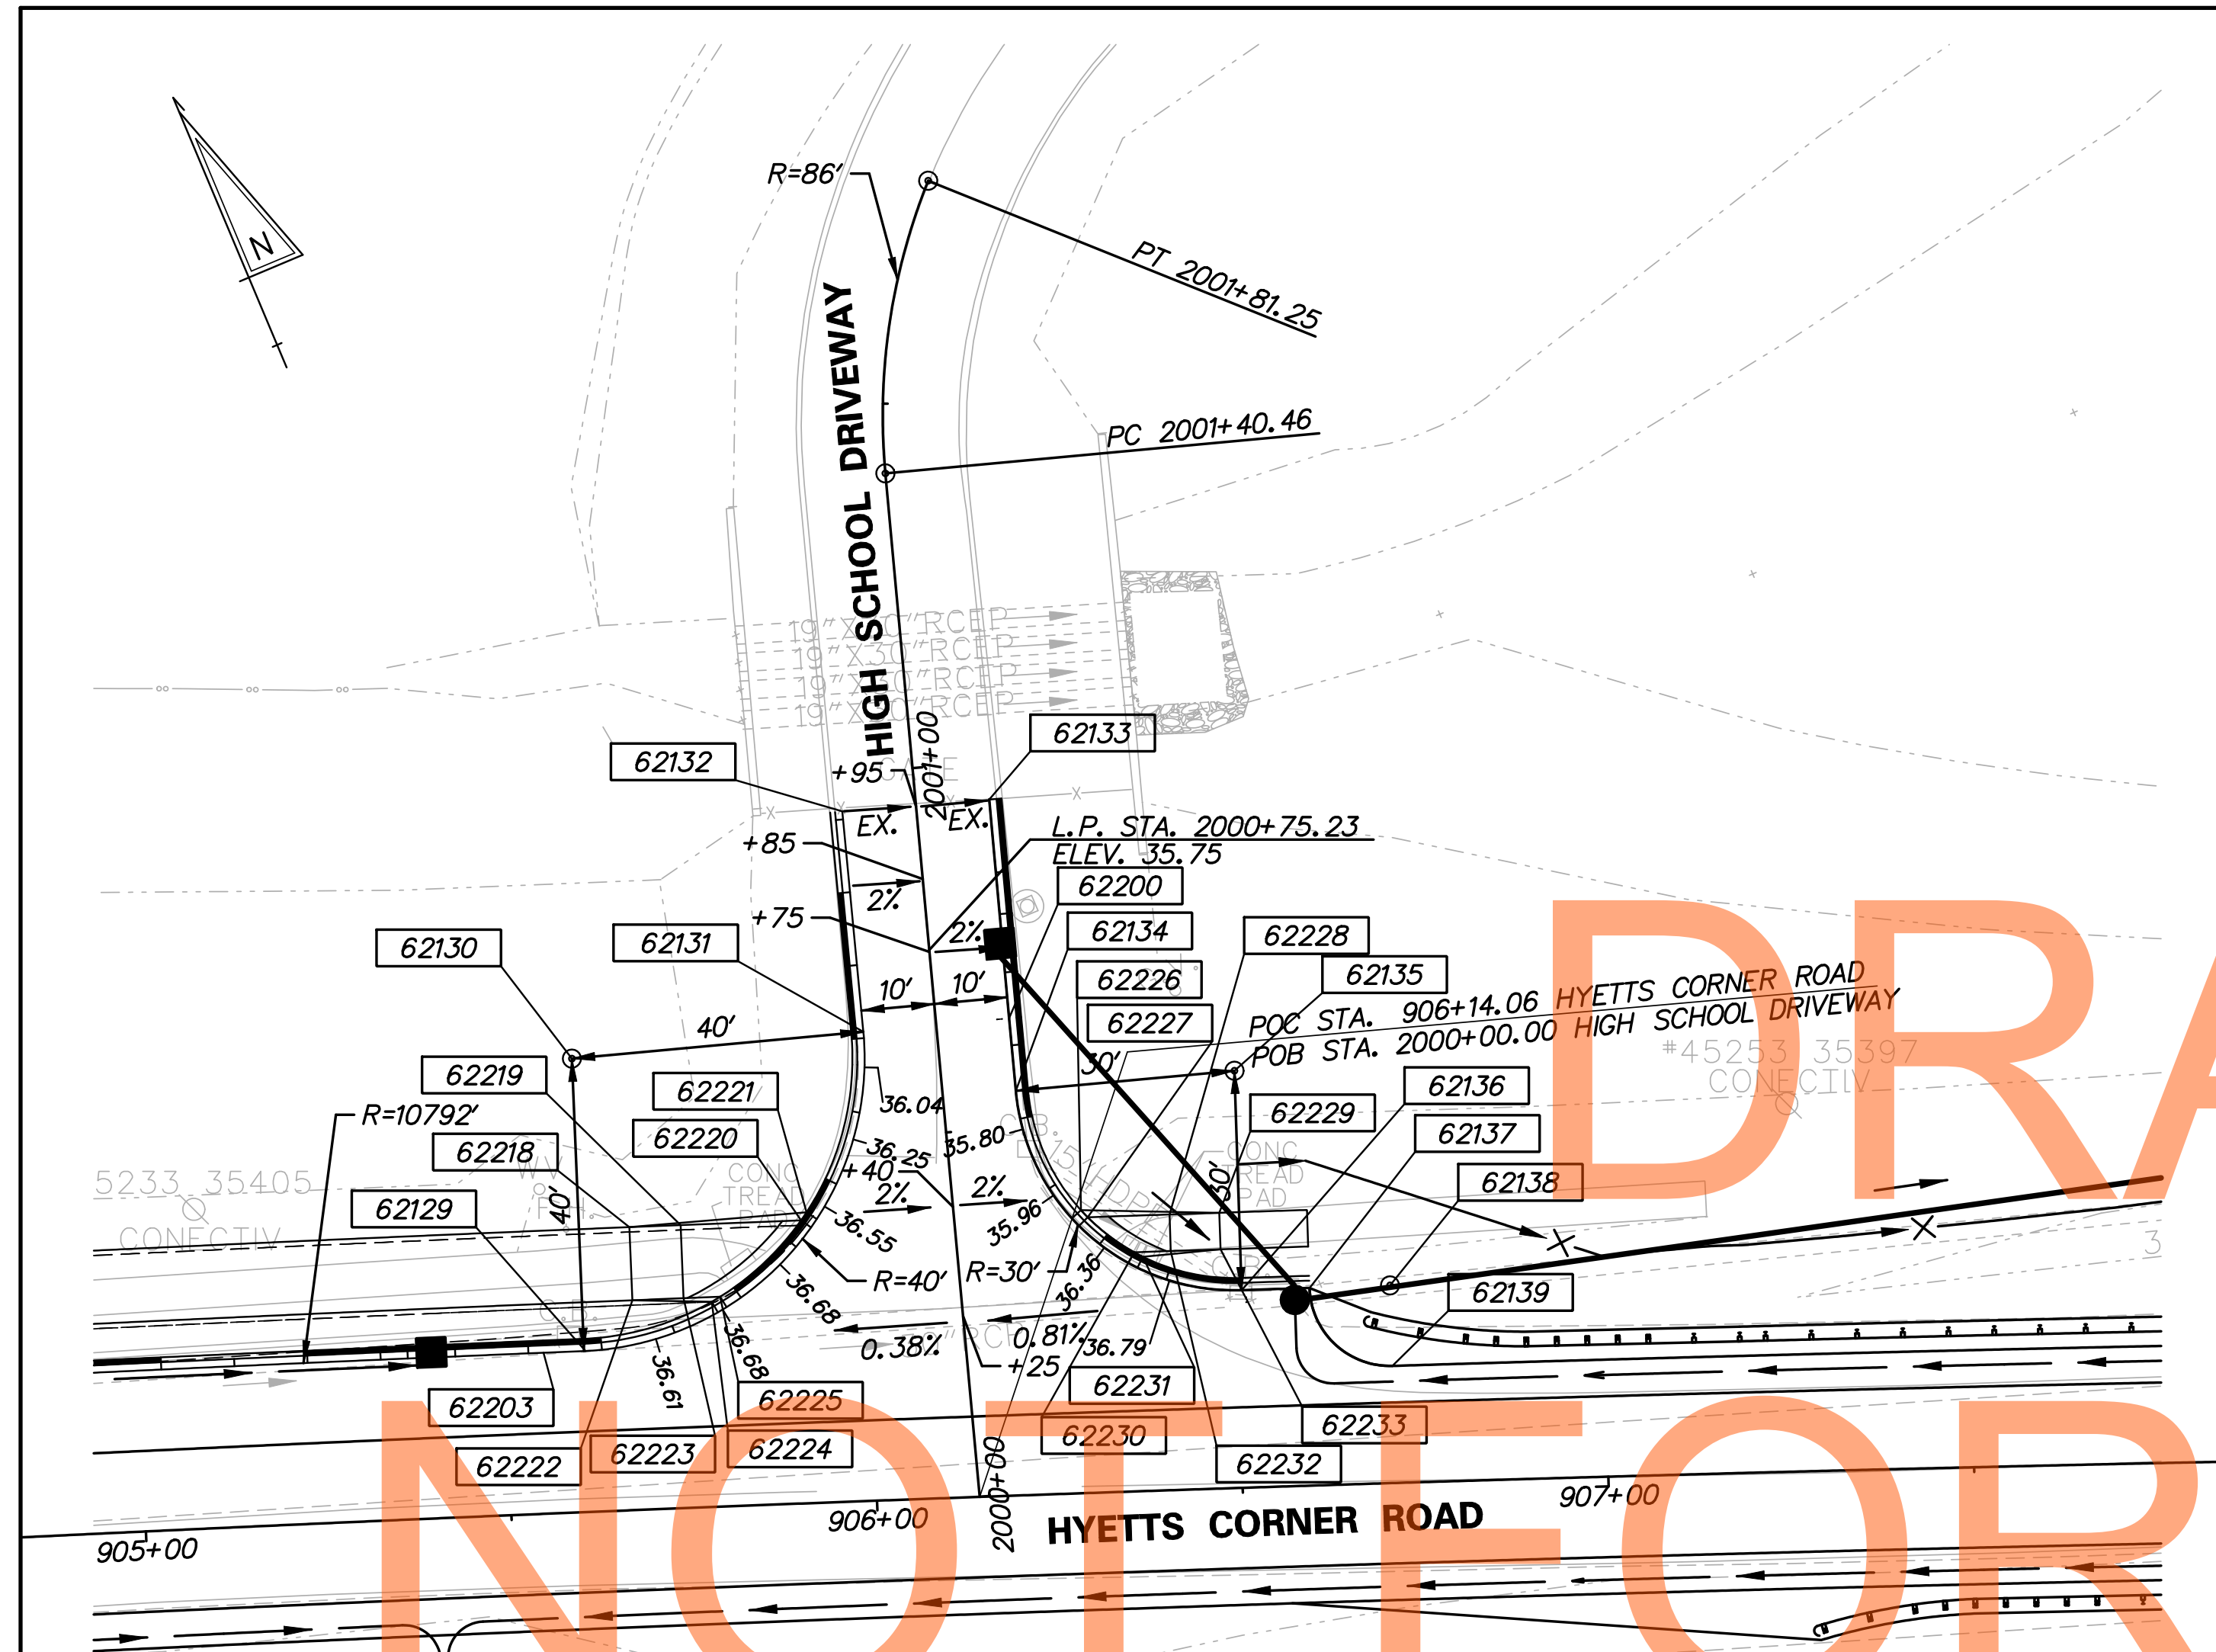 N
R=86'
PT 2001+81.25
PC 2001+40.46
HIGH SCHOOL DRIVEWAY
19"X30"RCEP
19"X30"RCEP
19"X30"RCEP
19"X30"RCEP
62133
62132
+95
GATE
2001+00
EX.
EX.
L.P. STA. 2000+75.23
ELEV. 35.75
+85
2%
62200
+75
2%
62134
62228
62130
62131
62226
62135
10'
10'
62227
40'
POC STA. 906+14.06 HYETTS CORNER ROAD
POB STA. 2000+00.00 HIGH SCHOOL DRIVEWAY
30'
#45253 35397
CONECTIV
62219
62221
62136
R=10792'
36.04
62229
62137
62218
62220
36.25
35.80
C.B.
CONC
TREAD
PAD
+40
5233 35405
CONECTIV
W.V.
F.H.
CONC
TREAD
PAD
2%
2%
30'
62138
62129
40'
36.55
35.96
R=40'
R=30'
36.36
C.B.
62139
36.68
C.B.
0.38%
0.81%
+25
36.79
36.68
36.61
62203
62225
62231
62222
62223
62224
62230
62233
62232
3
2000+00
905+00
906+00
907+00
HYETTS CORNER ROAD
DRA
NOT FOR